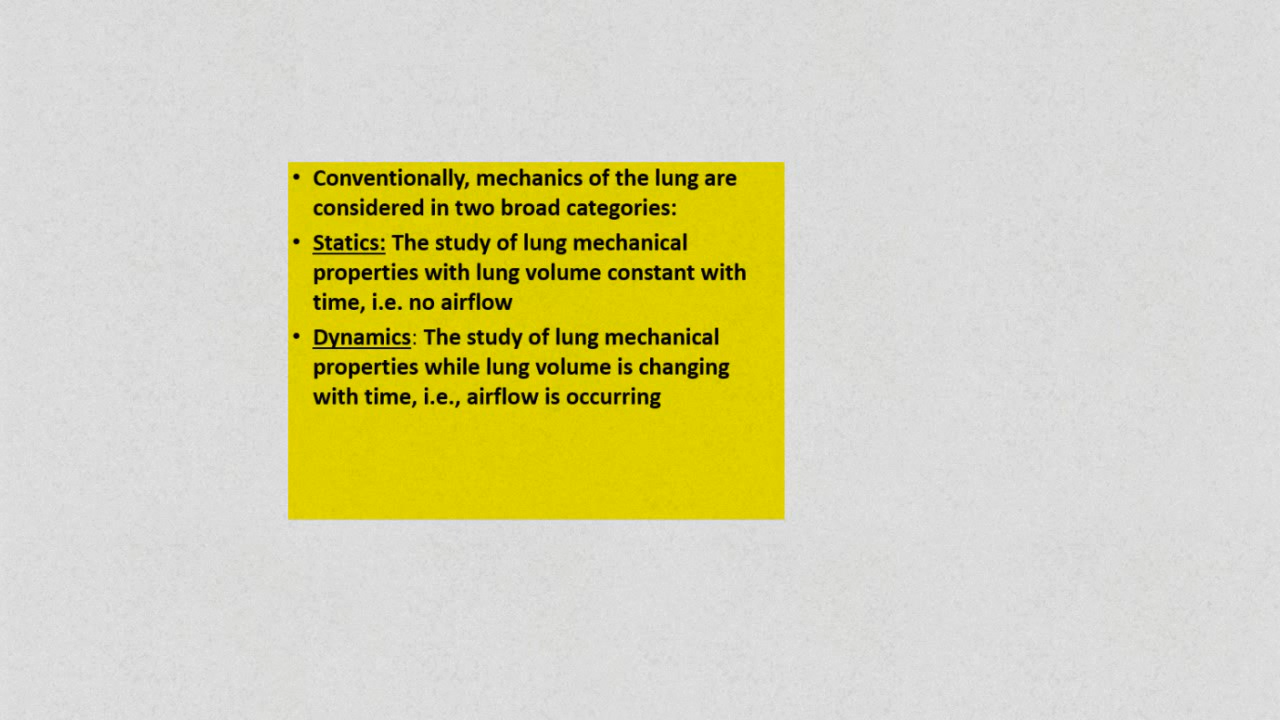 • Conventionally, mechanics of the lung are
considered in two broad categories:
• Statics: The study of lung mechanical
properties with lung volume constant with
time, i.e. no airflow
• Dynamics: The study of lung mechanical
properties while lung volume is changing
with time, i.e., airflow is occurring